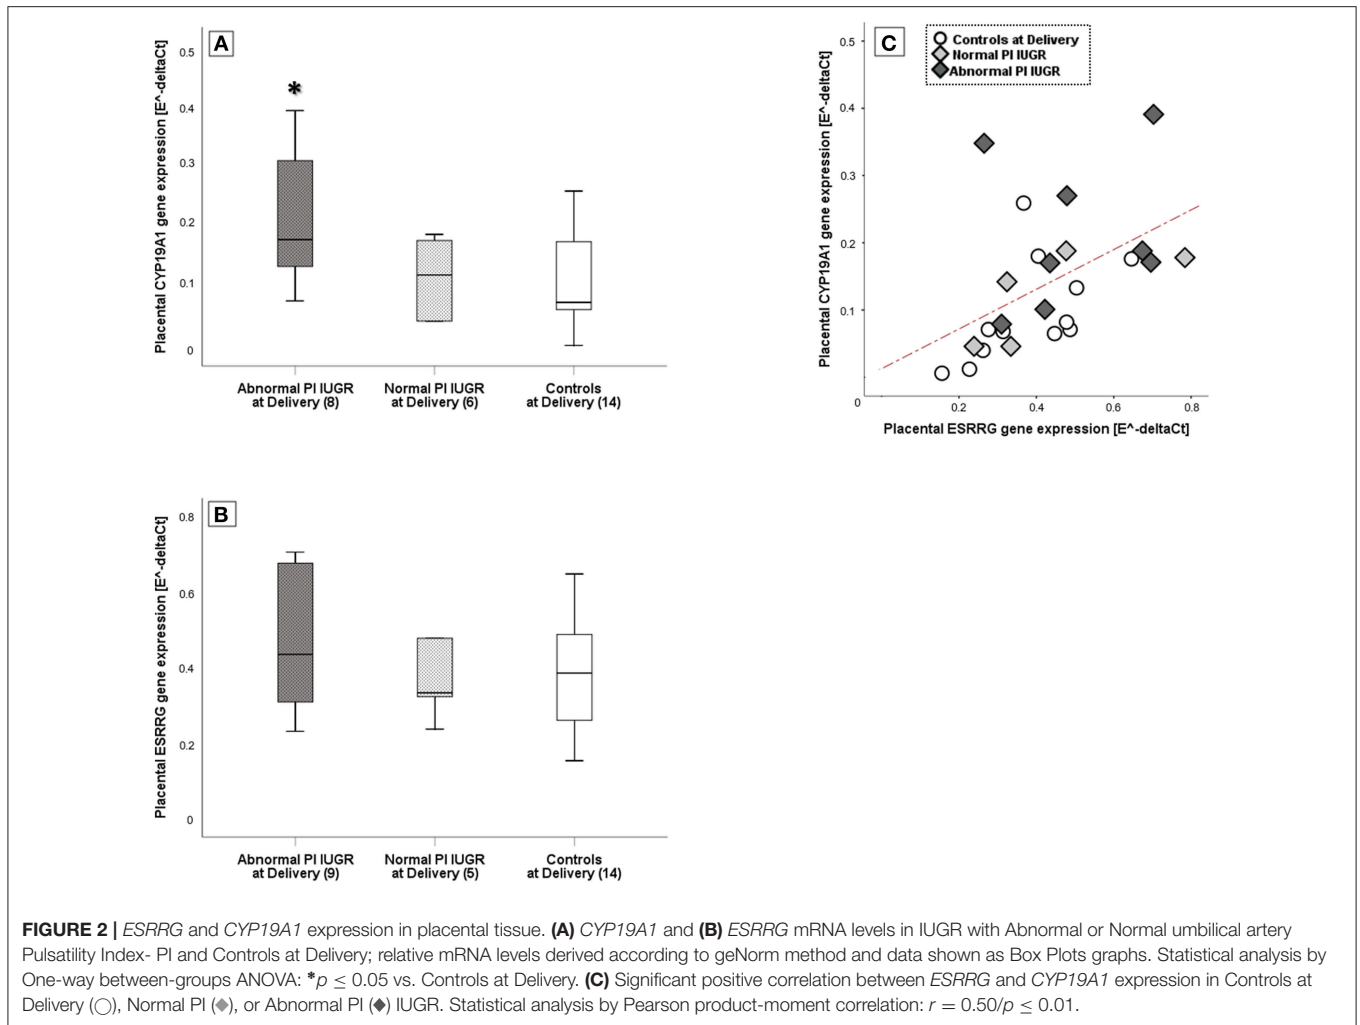 A
Placental CYP19A1 gene expression [E^-deltaCt]
0.5
0.4
0.3
0.2
0.1
0
*
Abnormal PI IUGR
at Delivery (8)
Normal PI IUGR
at Delivery (6)
Controls
at Delivery (14)
C
Controls at Delivery
Normal PI IUGR
Abnormal PI IUGR
Placental CYP19A1 gene expression [E^-deltaCt]
0.5
0.4
0.3
0.2
0.1
0
0.2
0.4
0.6
0.8
Placental ESRRG gene expression [E^-deltaCt]
B
Placental ESRRG gene expression [E^-deltaCt]
0.8
0.6
0.4
0.2
0
Abnormal PI IUGR
at Delivery (9)
Normal PI IUGR
at Delivery (5)
Controls
at Delivery (14)
FIGURE 2 | ESRRG and CYP19A1 expression in placental tissue. (A) CYP19A1 and (B) ESRRG mRNA levels in IUGR with Abnormal or Normal umbilical artery
Pulsatility Index- PI and Controls at Delivery; relative mRNA levels derived according to geNorm method and data shown as Box Plots graphs. Statistical analysis by
One-way between-groups ANOVA: *p ≤ 0.05 vs. Controls at Delivery. (C) Significant positive correlation between ESRRG and CYP19A1 expression in Controls at
Delivery (○), Normal PI (◆), or Abnormal PI (◆) IUGR. Statistical analysis by Pearson product-moment correlation: r = 0.50/p ≤ 0.01.